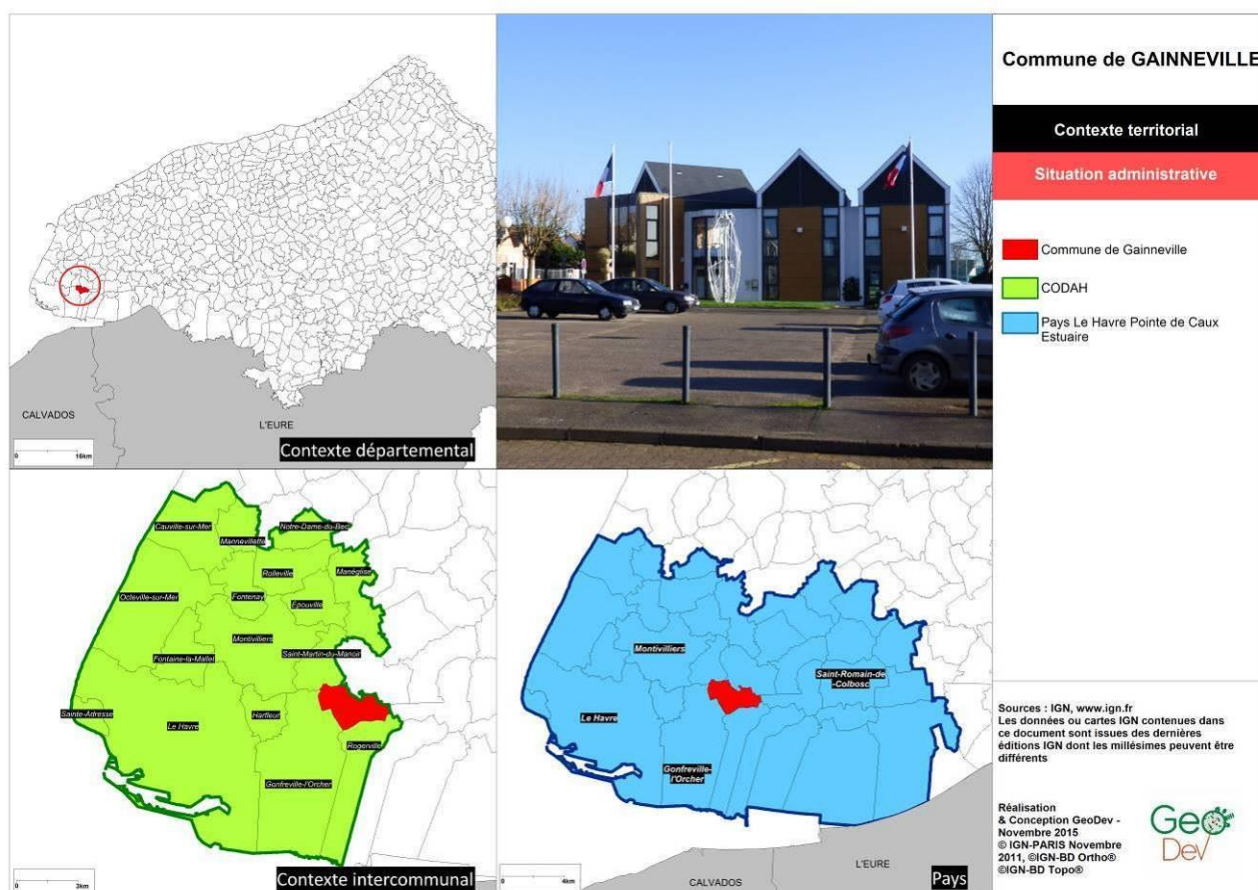 Commune de GAINNEVILLE
Contexte territorial
Situation administrative
Commune de Gainneville
CODAH
Pays Le Havre Pointe de Caux
Estuaire
CALVADOS
L'EURE
16km
Contexte départemental
Cauville-sur-Mer
Notre-Dame-du-Bec
Mannevillette
Rolleville
Manéglise
Octeville-sur-Mer
Fontenay
Epouville
Montivilliers
Fontaine-la-Mallet
Saint-Martin-du-Manoir
Sainte-Adresse
Le Havre
Harfleur
Rogerville
Gonfreville-l'Orcher
0
3km
Contexte intercommunal
Montivilliers
Saint-Romain-de
-Colbosc
Le Havre
Gonfreville-
l'Orcher
0
4km
CALVADOS
L'EURE
Pays
Sources : IGN, www.ign.fr
Les données ou cartes IGN contenues dans
ce document sont issues des dernières
éditions IGN dont les millésimes peuvent être
différents
Réalisation
& Conception GeoDev -
Novembre 2015
© IGN-PARIS Novembre
2011, ©IGN-BD Ortho®
©IGN-BD Topo®
Geo
Dev